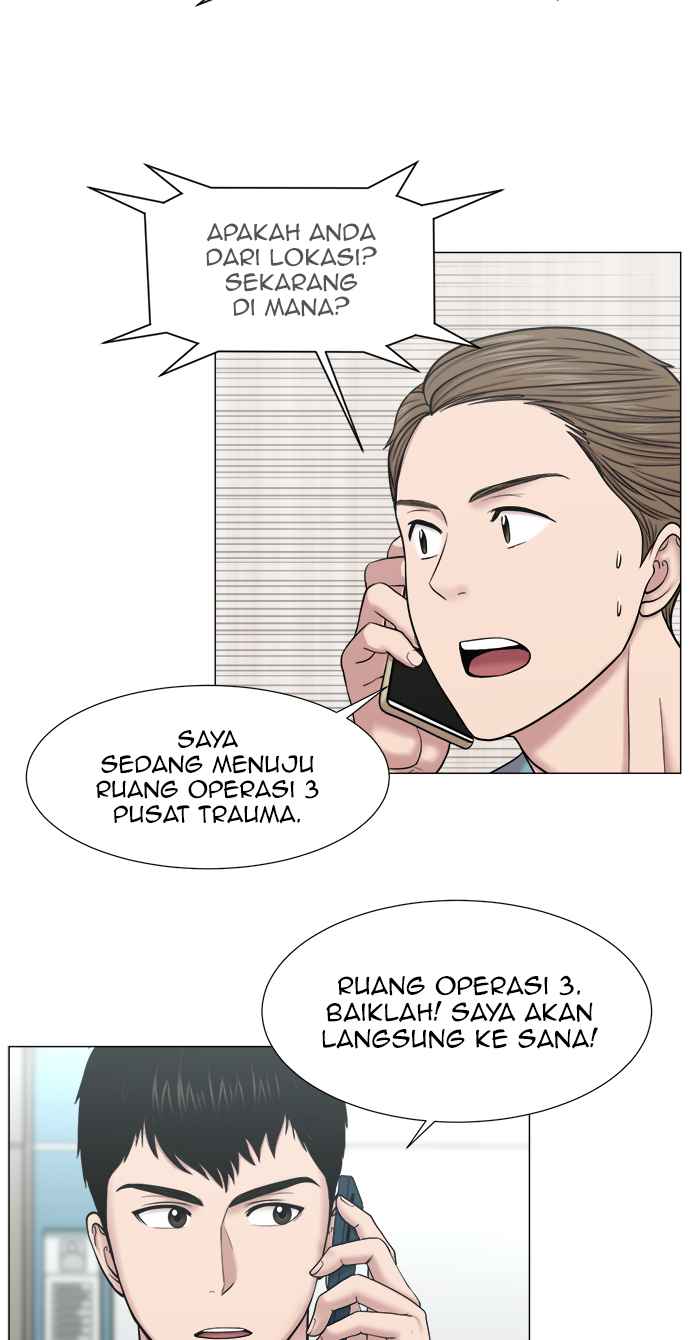 APAKAH ANDA
DARI LOKASI?
SEKARANG
DI MANA?
SAYA
SEDANG MENUJU
RUANG OPERASI 3
PUSAT TRAUMA.
RUANG OPERASI 3.
BAIKLAH! SAYA AKAN
LANGSUNG KE SANA!